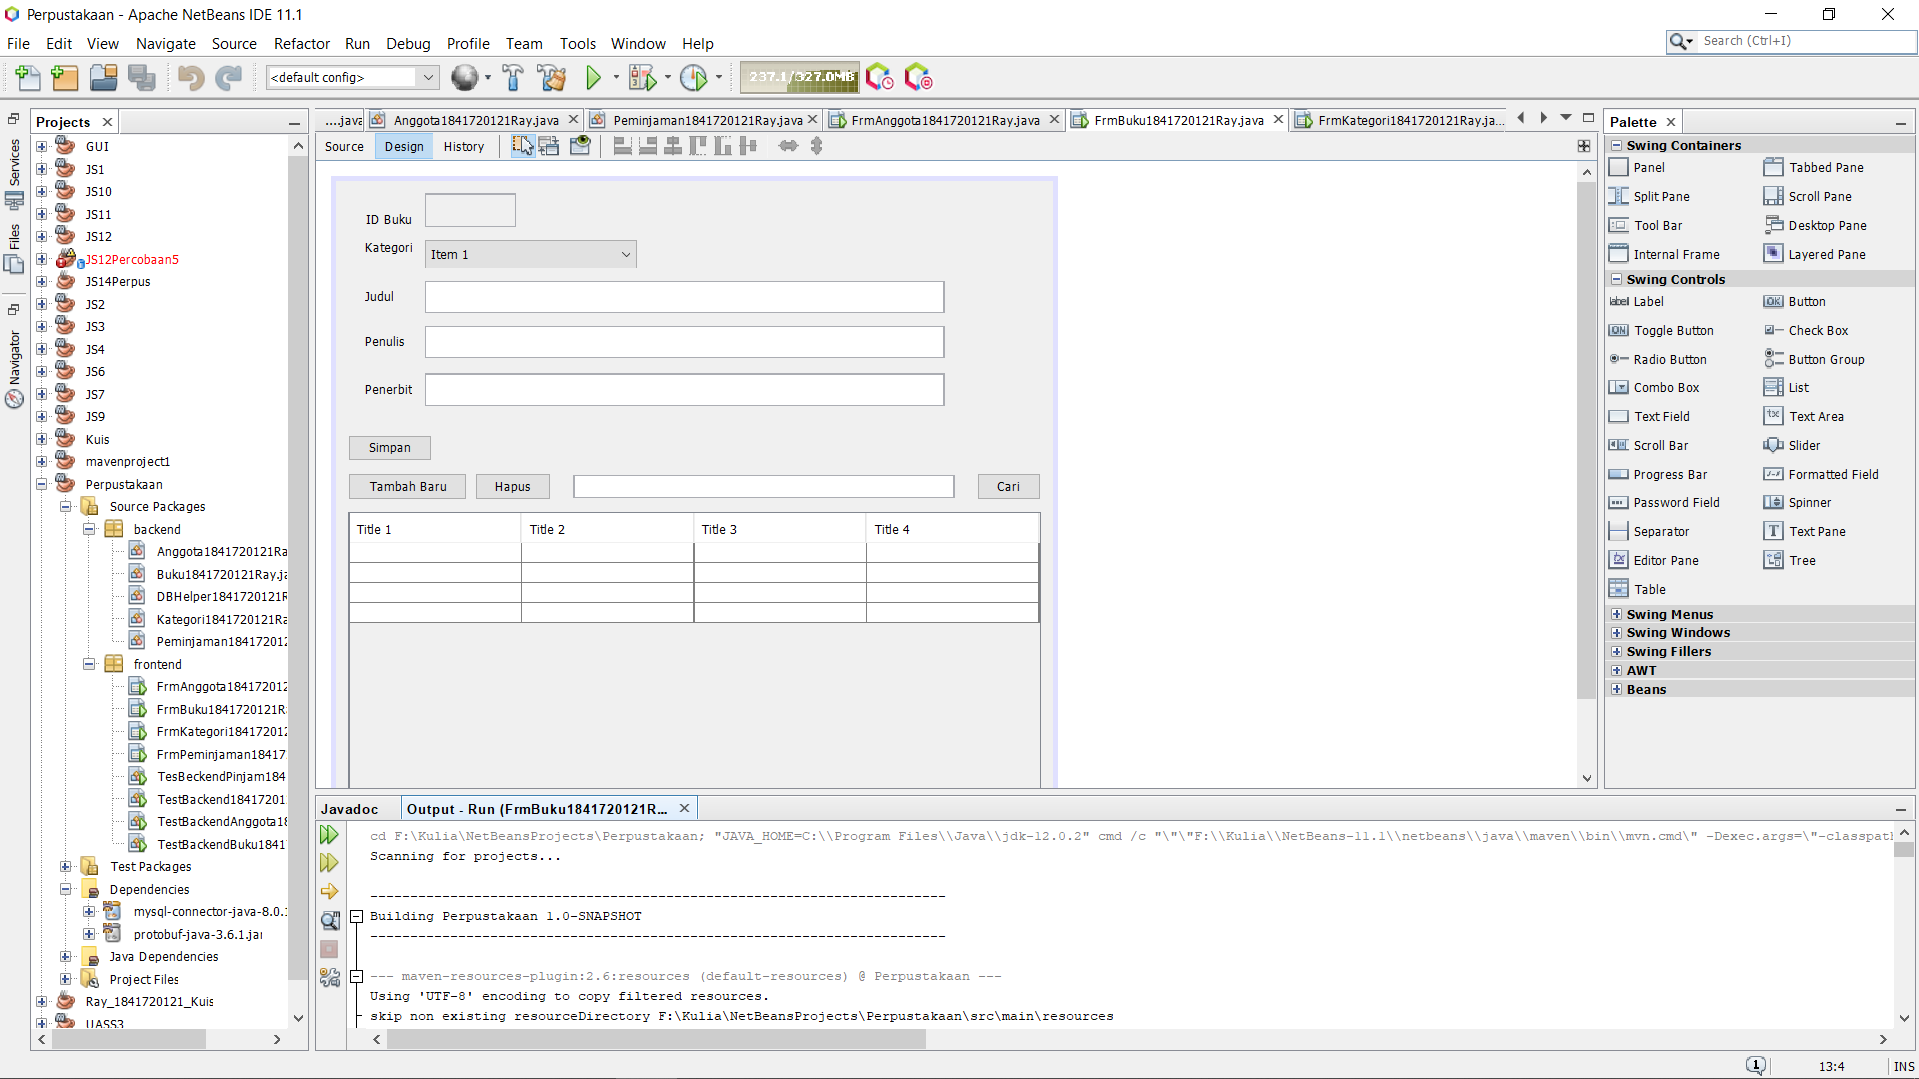 Perpustakaan - Apache NetBeans IDE 11.1
File Edit View Navigate Source Refactor Run Debug Profile Team Tools Window Help
Search (Ctrl+I)
<default config>
237.1/327.0MB
Projects
Services
Files
Navigator
GUI
JS1
JS10
JS11
JS12
JS12Percobaan5
JS14Perpus
JS2
JS3
JS4
JS6
JS7
JS9
Kuis
mavenproject1
Perpustakaan
Source Packages
backend
Anggota1841720121Ra
Buku1841720121Ray.ja
DBHelper1841720121R
Kategori1841720121Ra
Peminjaman184172012
frontend
FrmAnggota184172012
FrmBuku1841720121R
FrmKategori184172012
FrmPeminjaman18417
TesBeckendPinjam184
TestBackend18417201
TestBackendAnggota18
TestBackendBuku1841
Test Packages
Dependencies
mysql-connector-java-8.0.1
protobuf-java-3.6.1.jar
Java Dependencies
Project Files
Ray_1841720121_Kuis
UASS3
....java Anggota1841720121Ray.java Peminjaman1841720121Ray.java FrmAnggota1841720121Ray.java FrmBuku1841720121Ray.java FrmKategori1841720121Ray.ja...
Source Design History
ID Buku
Kategori Item 1
Judul
Penulis
Penerbit
Simpan
Tambah Baru Hapus Cari
Title 1 Title 2 Title 3 Title 4
Palette
Swing Containers
Panel Tabbed Pane
Split Pane Scroll Pane
Tool Bar Desktop Pane
Internal Frame Layered Pane
Swing Controls
label Label OK Button
ON Toggle Button Check Box
Radio Button Button Group
Combo Box List
Text Field Text Area
Scroll Bar Slider
Progress Bar Formatted Field
Password Field Spinner
Separator Text Pane
Editor Pane Tree
Table
Swing Menus
Swing Windows
Swing Fillers
AWT
Beans
Javadoc Output - Run (FrmBuku1841720121R...
cd F:\Kulia\NetBeansProjects\Perpustakaan; "JAVA_HOME=C:\\Program Files\\Java\\jdk-12.0.2" cmd /c "\"\"F:\\Kulia\\NetBeans-11.1\\netbeans\\java\\maven\\bin\\mvn.cmd\" -Dexec.args=\"-classpath
Scanning for projects...
------------------------------------------------------------------------
Building Perpustakaan 1.0-SNAPSHOT
------------------------------------------------------------------------
--- maven-resources-plugin:2.6:resources (default-resources) @ Perpustakaan ---
Using 'UTF-8' encoding to copy filtered resources.
skip non existing resourceDirectory F:\Kulia\NetBeansProjects\Perpustakaan\src\main\resources
1 13:4 INS